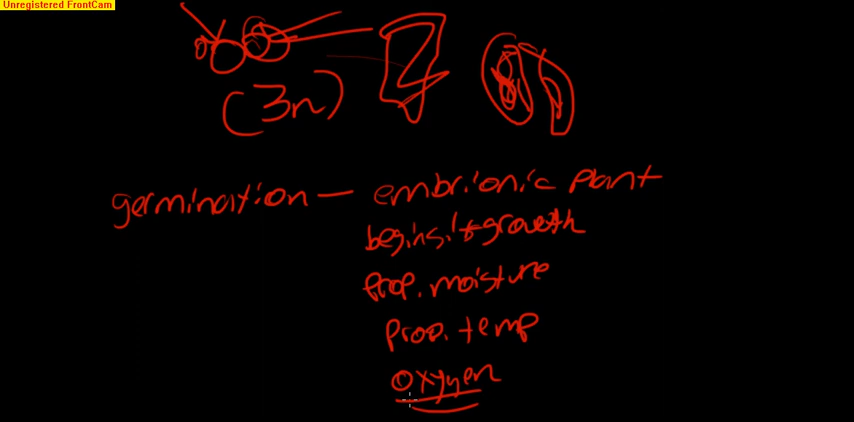 Unregistered FrontCam
(3n)
germination — embrionic plant
begins its growth
prop. moisture
prop. temp
oxygen